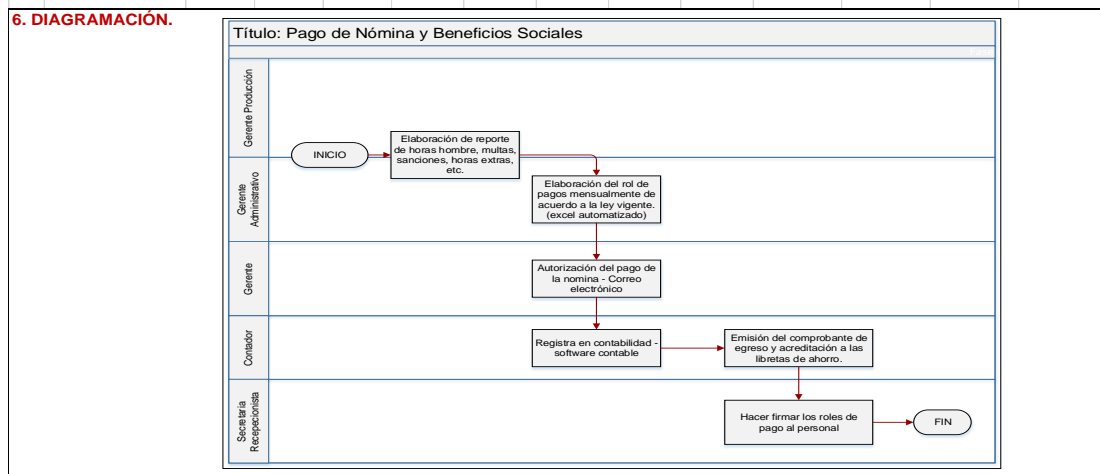 6. DIAGRAMACIÓN.
Título: Pago de Nómina y Beneficios Sociales
Gerente Producción
INICIO
Elaboración de reporte
de horas hombre, multas,
sanciones, horas extras,
etc.
Gerente
Administrativo
Elaboración del rol de
pagos mensualmente de
acuerdo a la ley vigente.
(excel automatizado)
Gerente
Autorización del pago de
la nomina - Correo
electrónico
Contador
Registra en contabilidad -
software contable
Emisión del comprobante de
egreso y acreditación a las
libretas de ahorro.
Secretaria
Recepecionista
Hacer firmar los roles de
pago al personal
FIN